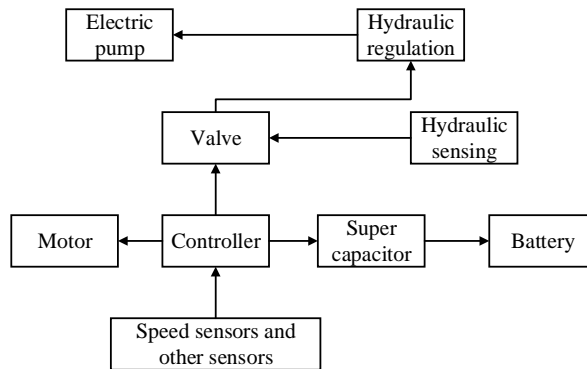 Electric
pump
Hydraulic
regulation
Valve
Hydraulic
sensing
Motor
Controller
Super
capacitor
Battery
Speed sensors and
other sensors